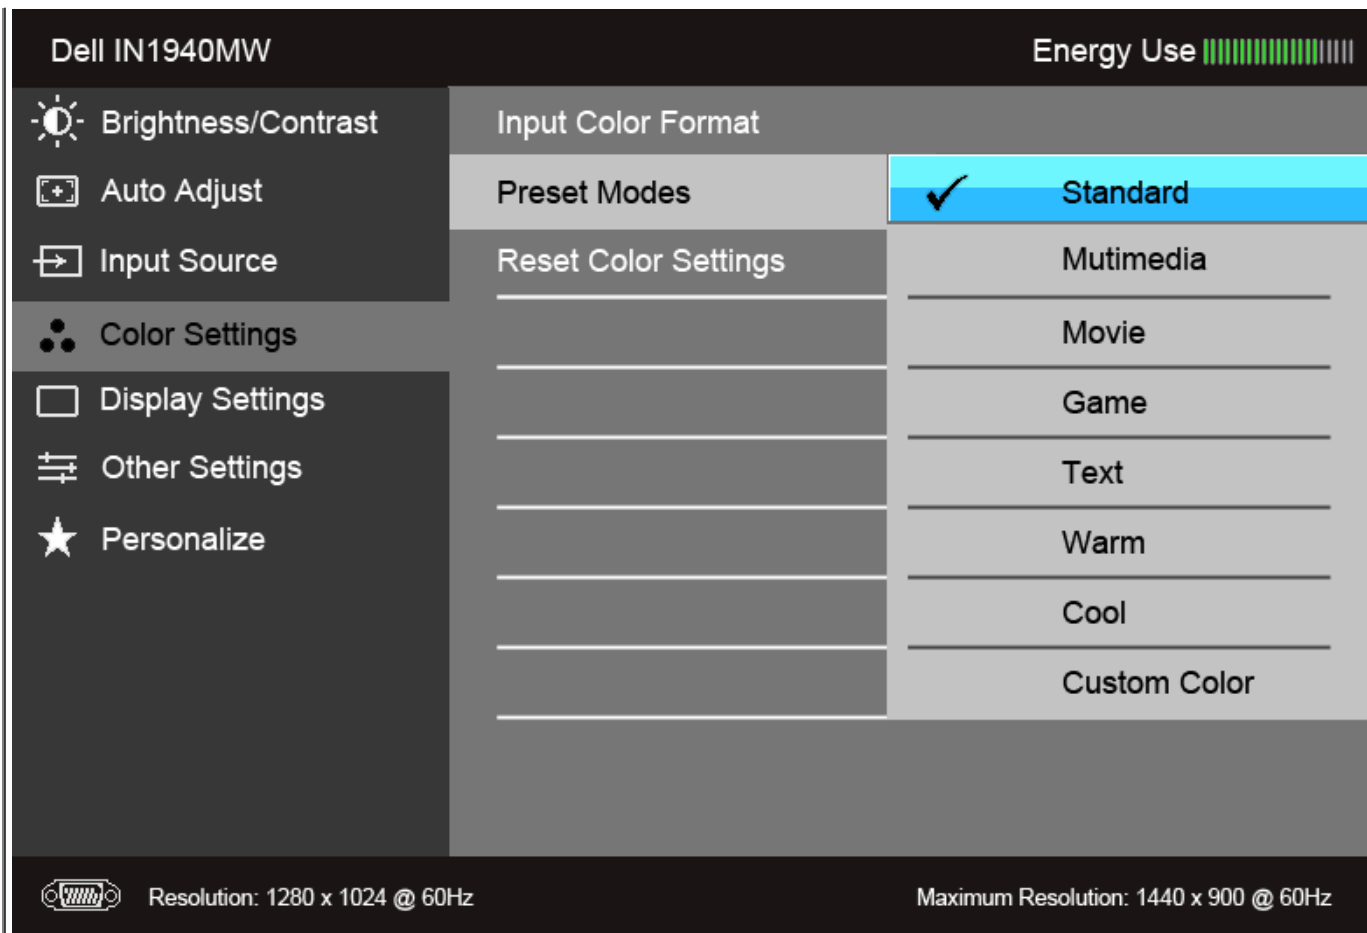 Dell IN1940MW
Energy Use
Brightness/Contrast
Auto Adjust
Input Source
Color Settings
Display Settings
Other Settings
Personalize
Input Color Format
Preset Modes
Reset Color Settings
Standard
Mutimedia
Movie
Game
Text
Warm
Cool
Custom Color
Resolution: 1280 x 1024 @ 60Hz
Maximum Resolution: 1440 x 900 @ 60Hz